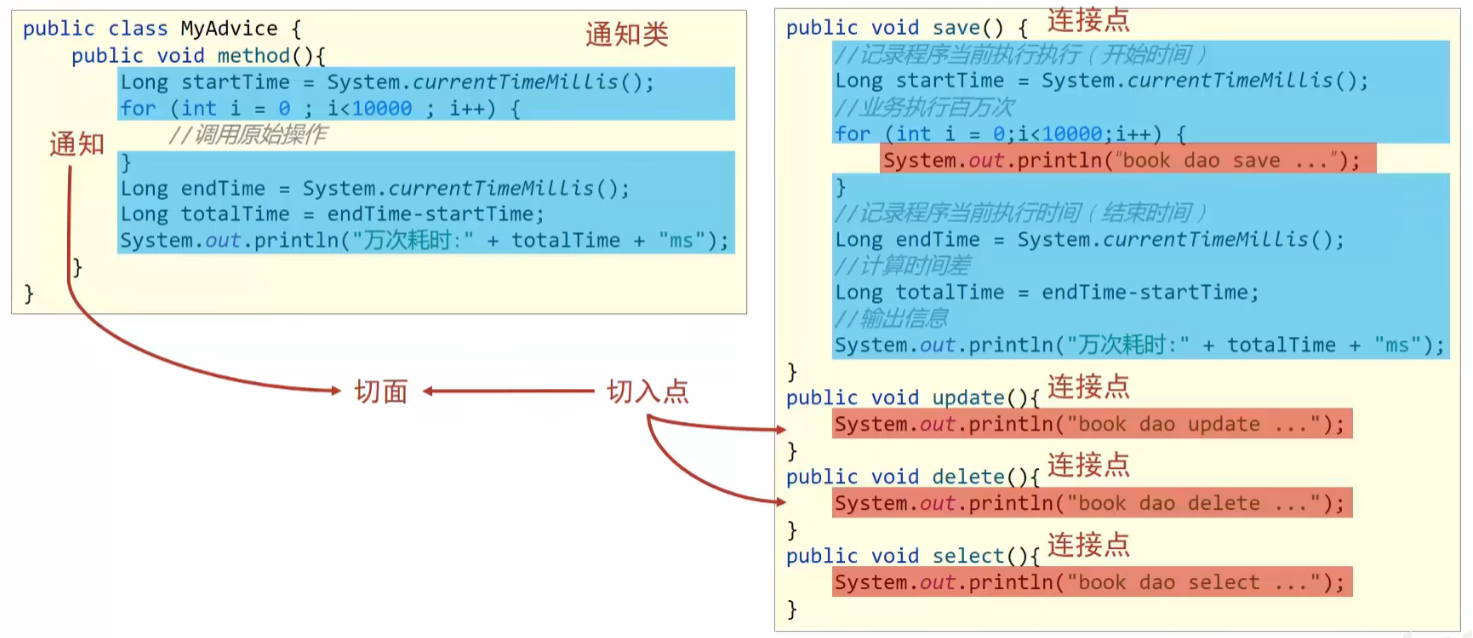 public class MyAdvice {
通知类
public void method(){
Long startTime = System.currentTimeMillis();
for (int i = 0 ; i<10000 ; i++) {
//调用原始操作
通知
}
Long endTime = System.currentTimeMillis();
Long totalTime = endTime-startTime;
System.out.println("万次耗时:" + totalTime + "ms");
}
}
切面
切入点
public void save() {
连接点
//记录程序当前执行执行（开始时间）
Long startTime = System.currentTimeMillis();
//业务执行百万次
for (int i = 0;i<10000;i++) {
System.out.println("book dao save ...");
}
//记录程序当前执行时间（结束时间）
Long endTime = System.currentTimeMillis();
//计算时间差
Long totalTime = endTime-startTime;
//输出信息
System.out.println("万次耗时:" + totalTime + "ms");
}
public void update(){
连接点
System.out.println("book dao update ...");
}
public void delete(){
连接点
System.out.println("book dao delete ...");
}
public void select(){
连接点
System.out.println("book dao select ...");
}